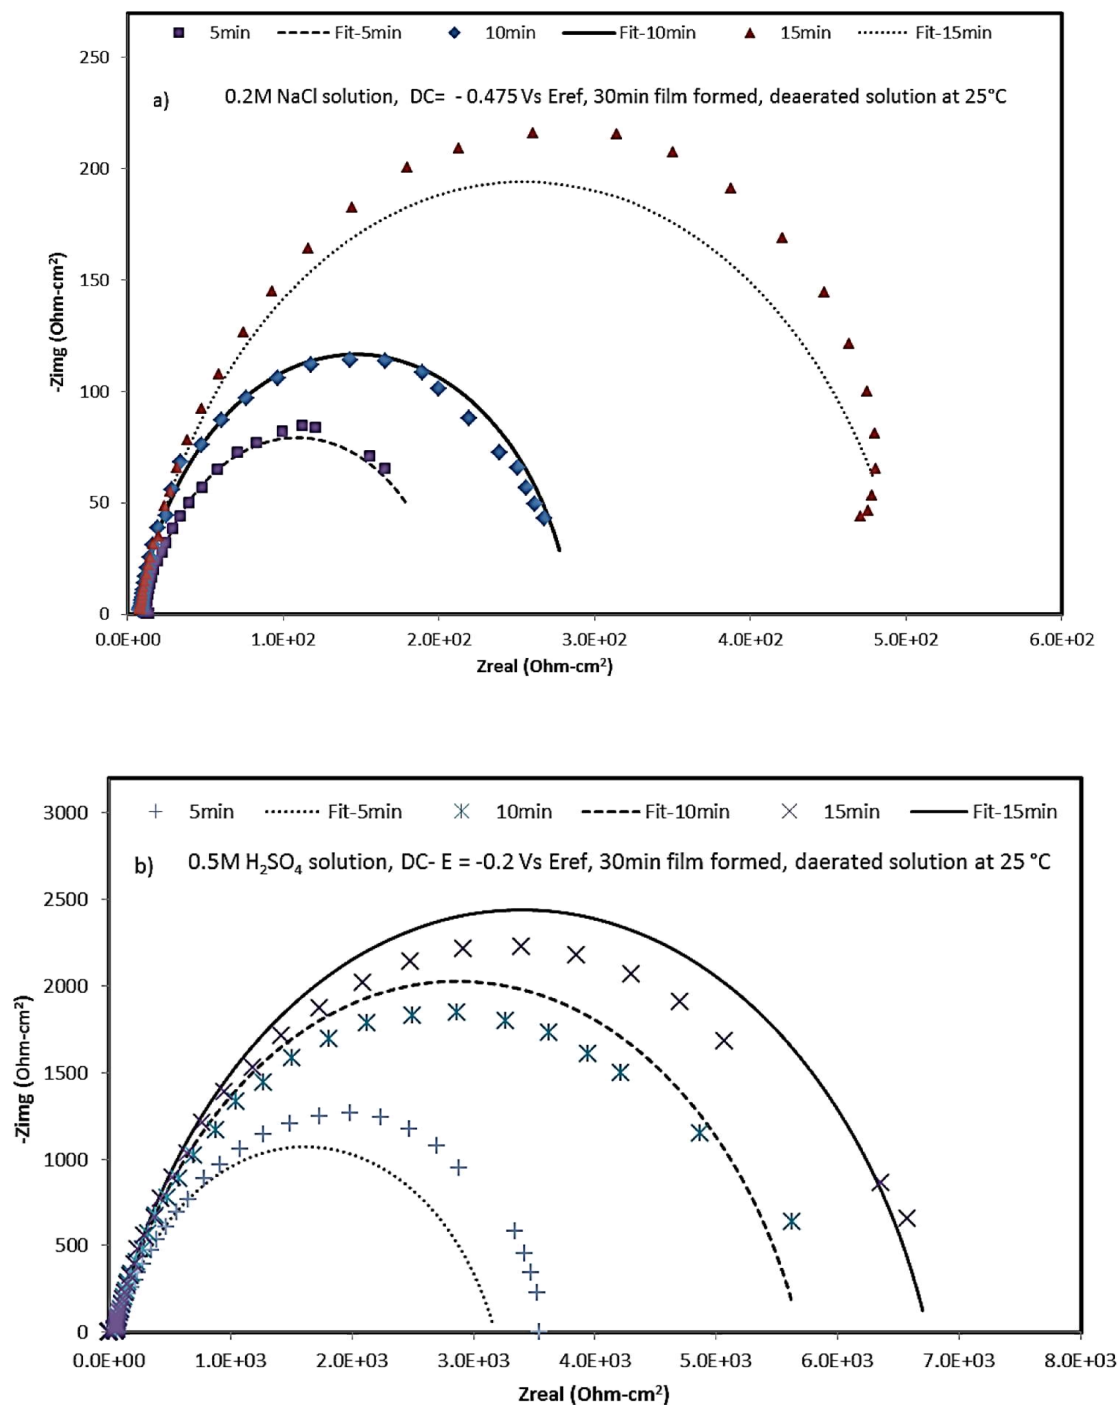 5min Fit-5min 10min Fit-10min 15min Fit-15min
250
a) 0.2M NaCl solution, DC= - 0.475 Vs Eref, 30min film formed, deaerated solution at 25°C
200
150
-Zimg (Ohm-cm²)
100
50
0
0.0E+00 1.0E+02 2.0E+02 3.0E+02 4.0E+02 5.0E+02 6.0E+02
Zreal (Ohm-cm²)
3000 5min Fit-5min 10min Fit-10min 15min Fit-15min
b) 0.5M H₂SO₄ solution, DC- E = -0.2 Vs Eref, 30min film formed, daerated solution at 25 °C
2500
2000
-Zimg (Ohm-cm²)
1500
1000
500
0
0.0E+00 1.0E+03 2.0E+03 3.0E+03 4.0E+03 5.0E+03 6.0E+03 7.0E+03 8.0E+03
Zreal (Ohm-cm²)